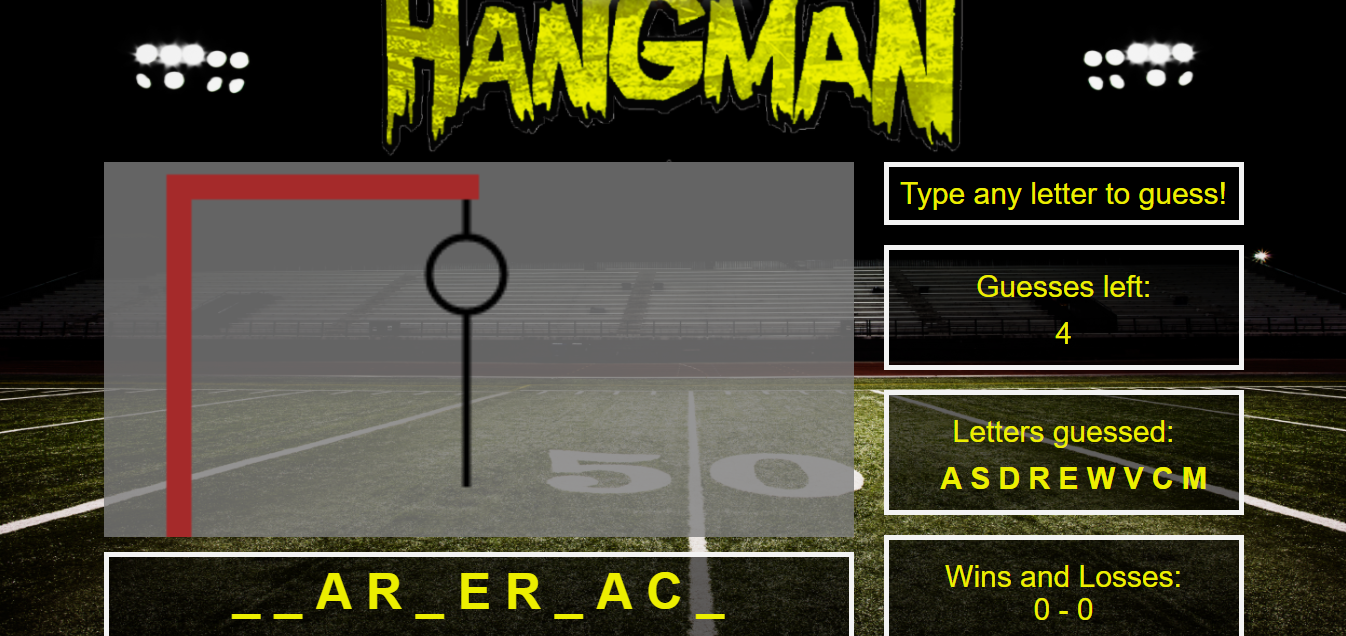 HANGMAN
Type any letter to guess!
Guesses left:
4
Letters guessed:
A S D R E W V C M
50
_ _ A R _ E R _ A C _
Wins and Losses:
0 - 0